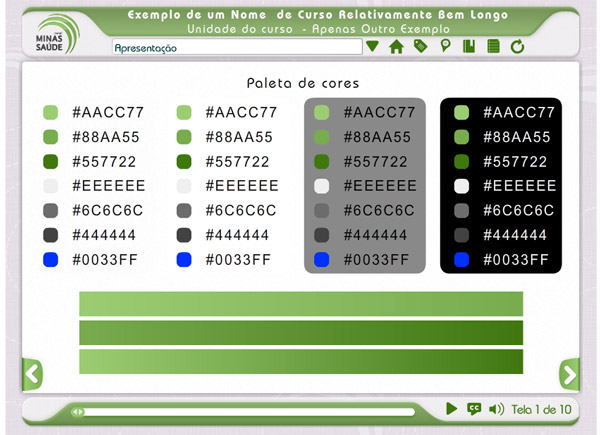 Exemplo de um Nome de Curso Relativamente Bem Longo
Unidade do curso - Apenas Outro Exemplo
MINAS
SAÚDE
Apresentação
Paleta de cores
#AACC77 #AACC77 #AACC77 #AACC77
#88AA55 #88AA55 #88AA55 #88AA55
#557722 #557722 #557722 #557722
#EEEEEE #EEEEEE #EEEEEE #EEEEEE
#6C6C6C #6C6C6C #6C6C6C #6C6C6C
#444444 #444444 #444444 #444444
#0033FF #0033FF #0033FF #0033FF
CC
Tela 1 de 10